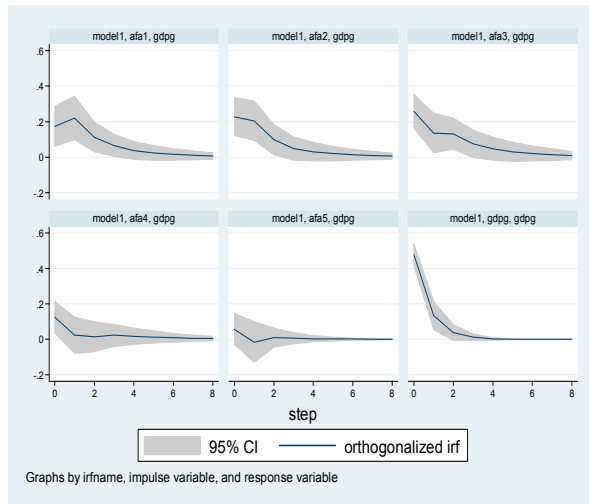 model1, afa1, gdpg
model1, afa2, gdpg
model1, afa3, gdpg
.6
.4
.2
0
-.2
model1, afa4, gdpg
model1, afa5, gdpg
model1, gdpg, gdpg
.6
.4
.2
0
-.2
0 2 4 6 8
0 2 4 6 8
0 2 4 6 8
step
95% CI
orthogonalized irf
Graphs by irfname, impulse variable, and response variable